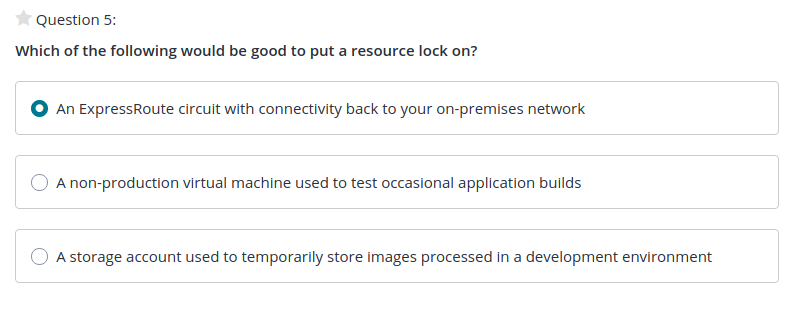 Question 5:
Which of the following would be good to put a resource lock on?
An ExpressRoute circuit with connectivity back to your on-premises network
A non-production virtual machine used to test occasional application builds
A storage account used to temporarily store images processed in a development environment